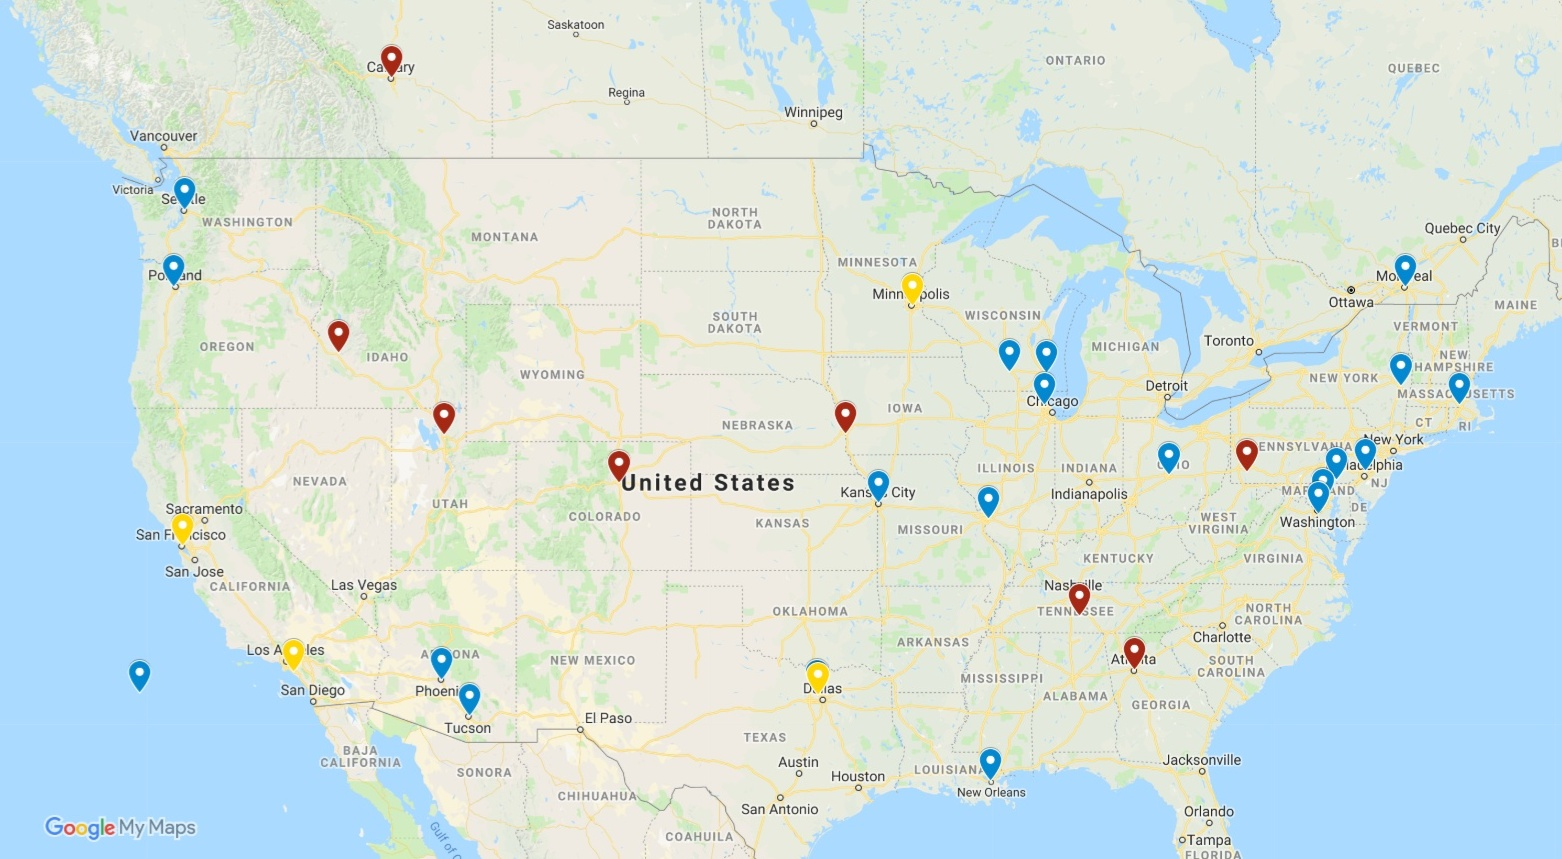 Saskatoon
ONTARIO
QUEBEC
Calgary
Regina
Winnipeg
Vancouver
Victoria
Seattle
WASHINGTON
NORTH
DAKOTA
MONTANA
Quebec City
MINNESOTA
Montreal
Portland
Minneapolis
Ottawa
MAINE
SOUTH
DAKOTA
WISCONSIN
VERMONT
Toronto
OREGON
IDAHO
MICHIGAN
NEW
HAMPSHIRE
WYOMING
NEW YORK
Detroit
MASSACHUSETTS
Chicago
IOWA
NEBRASKA
CT
RI
New York
PENNSYLVANIA
OHIO
Philadelphia
ILLINOIS
INDIANA
NEVADA
United States
Kansas City
Indianapolis
MARYLAND
NJ
UTAH
Sacramento
COLORADO
KANSAS
MISSOURI
WEST
VIRGINIA
DE
Washington
San Francisco
San Jose
KENTUCKY
VIRGINIA
CALIFORNIA
Las Vegas
Nashville
TENNESSEE
OKLAHOMA
NORTH
CAROLINA
Charlotte
ARKANSAS
Los Angeles
ARIZONA
NEW MEXICO
Atlanta
SOUTH
CAROLINA
MISSISSIPPI
San Diego
Phoenix
Dallas
ALABAMA
GEORGIA
Tucson
El Paso
TEXAS
BAJA
CALIFORNIA
SONORA
Austin
Houston
LOUISIANA
Jacksonville
New Orleans
CHIHUAHUA
San Antonio
Orlando
Google My Maps
Gulf of C
COAHUILA
Tampa
FLORIDA